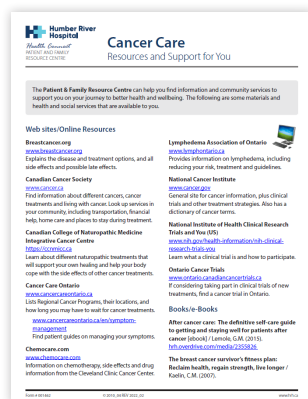 Humber River
Hospital
Health Connect
PATIENT AND FAMILY
RESOURCE CENTRE
Cancer Care
Resources and Support for You
The Patient & Family Resource Centre can help you find information and community services to
support you on your journey to better health and wellbeing. The following are some materials and
health and social services that are available to you.
Web sites/Online Resources
Breastcancer.org
www.breastcancer.org
Explains the disease and treatment options, and all
side effects and possible late effects.
Canadian Cancer Society
www.cancer.ca
Find information about different cancers, cancer
treatments and living with cancer. Look up services in
your community, including transportation, financial
help, home care and places to stay during treatment.
Canadian College of Naturopathic Medicine
Integrative Cancer Centre
https://ccnmicc.ca
Learn about different naturopathic treatments that
will support your own healing and help your body
cope with the side effects of other cancer treatments.
Cancer Care Ontario
www.cancercareontario.ca
Lists Regional Cancer Programs, their locations, and
how long you may have to wait for cancer treatments.
www.cancercareontario.ca/en/symptom-
management
Find patient guides on managing your symptoms.
Chemocare.com
www.chemocare.com
Information on chemotherapy, side effects and drug
information from the Cleveland Clinic Cancer Center.
Lymphedema Association of Ontario
www.lymphontario.ca
Provides information on lymphedema, including
reducing your risk, treatment and guidelines.
National Cancer Institute
www.cancer.gov
General site for cancer information, plus clinical
trials and other treatment strategies. Also has a
dictionary of cancer terms.
National Institute of Health Clinical Research
Trials and You (US)
www.nih.gov/health-information/nih-clinical-
research-trials-you
Learn what a clinical trial is and how to participate.
Ontario Cancer Trials
www.ontario.canadiancancertrials.ca
If considering taking part in clinical trials of new
treatments, find a cancer trial in Ontario.
Books/e-Books
After cancer care: The definitive self-care guide
to getting and staying well for patients after
cancer [ebook] / Lemole, G.M. (2015).
hrh.overdrive.com/media/2355826
The breast cancer survivor's fitness plan:
Reclaim health, regain strength, live longer /
Kaelin, C.M. (2007).
www.hrh.ca